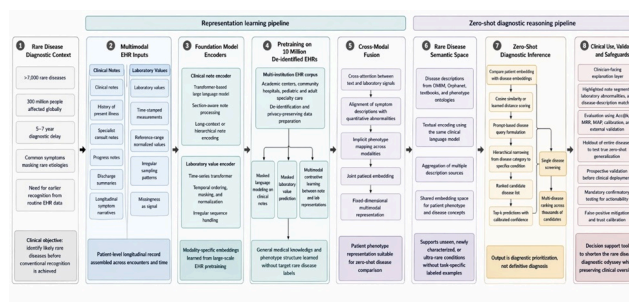 Representation learning pipeline
Zero-shot diagnostic reasoning pipeline
1
Rare Disease
Diagnostic Context
>7,000 rare diseases
300 million people
affected globally
5–7 year
diagnostic delay
Common symptoms
masking rare etiologies
Need for earlier
recognition from
routine EHR data
Clinical objective:
identify likely rare
diseases before
conventional recognition
is achieved
2
Multimodal
EHR Inputs
Clinical Notes
Clinical notes
History of
present illness
Specialist consult
notes
Progress notes
Discharge
summaries
Longitudinal
symptom
narratives
Laboratory Values
Laboratory values
Time-stamped
measurements
Reference-range
normalized values
Irregular
sampling
patterns
Missingness
as signal
Patient-level longitudinal record
assembled across encounters and time
3
Foundation Model
Encoders
Clinical note encoder
Transformer-based
large language model
Section-aware note
processing
Long-context or
hierarchical note
encoding
Laboratory value encoder
Time-series transformer
Temporal ordering,
masking, and
normalization
Irregular sequence
handling
Modality-specific embeddings
learned from large-scale
EHR pretraining
4
Pretraining on
10 Million
De-identified EHRs
Multi-institution EHR corpus
Academic centers, community
hospitals, pediatric and adult
specialty care
De-identification and
privacy-preserving data
preparation
Masked
language modeling on
clinical notes
Masked
laboratory value
prediction
Multimodal
contrastive learning
between note and
lab representations
General medical knowledge and
phenotype structure learned
without target rare disease
labels
5
Cross-Modal
Fusion
Cross-attention between
text and laboratory signals
Alignment of symptom
descriptions with
quantitative abnormalities
Implicit phenotype
mapping across
modalities
Joint patient embedding
Fixed-dimensional
multimodal
representation
Patient phenotype
representation suitable
for zero-shot disease
comparison
6
Rare Disease
Semantic Space
Disease descriptions
from OMIM, Orphanet,
textbooks, and phenotype
ontologies
Textual encoding using
the same clinical
language model
Aggregation of multiple
description sources
Shared embedding space
for patient phenotype
and disease concepts
Supports unseen, newly
characterized, or
ultra-rare conditions
without task-specific
labeled examples
7
Zero-Shot
Diagnostic Inference
Compare patient embedding
with disease embeddings
Cosine similarity or
learned distance scoring
Prompt-based disease
query formulation
Hierarchical narrowing
from disease category to
specific condition
Ranked candidate
disease list
Top-k predictions with
calibrated confidence
Single disease
screening
Multi-disease
ranking across
thousands of
candidates
Output is diagnostic prioritization,
not definitive diagnosis
8
Clinical Use, Valida
and Safeguards
Clinician-facing
explanation layer
Highlighted note segmen
laboratory abnormalities, a
disease-description match
Evaluation using
MRR, MAP, calibration, an
external validation
Holdout of entire disease
to test true zero-shot
generalization
Prospective validation
before clinical deploymen
Mandatory confirmatory
testing for actionability
False-positive mitigation
and trust calibration
Decision support tool
to shorten the rare disea
diagnostic odyssey wh
preserving clinical oversi